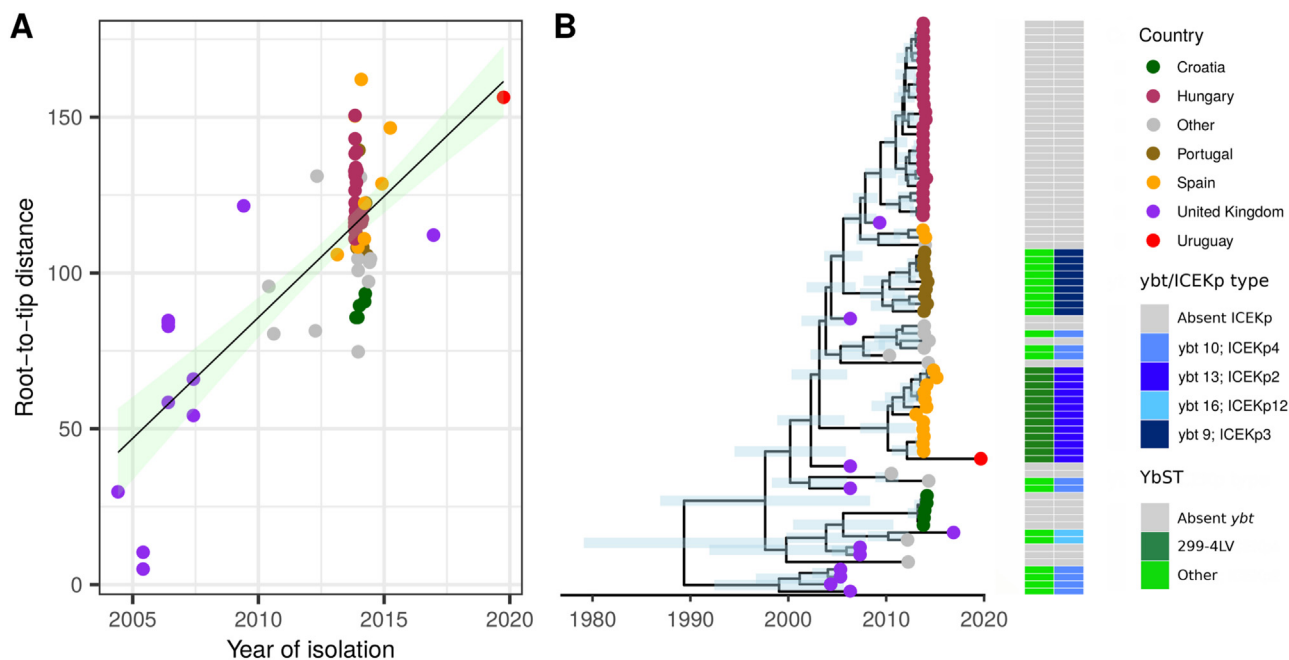 A
Root-to-tip distance
150
100
50
0
2005
2010
2015
2020
Year of isolation
B
1980
1990
2000
2010
2020
Country
Croatia
Hungary
Other
Portugal
Spain
United Kingdom
Uruguay
ybt/ICEKp type
Absent ICEKp
ybt 10; ICEKp4
ybt 13; ICEKp2
ybt 16; ICEKp12
ybt 9; ICEKp3
YbST
Absent ybt
299-4LV
Other